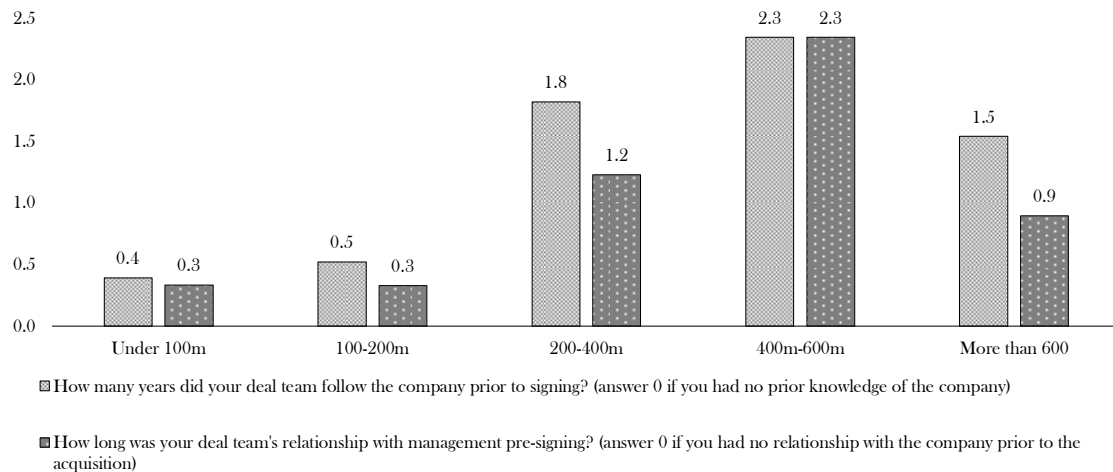 2.5
2.0
1.5
1.0
0.5
0.0
0.4
0.3
0.5
0.3
1.8
1.2
2.3
2.3
1.5
0.9
Under 100m
100-200m
200-400m
400m-600m
More than 600
How many years did your deal team follow the company prior to signing? (answer 0 if you had no prior knowledge of the company)
How long was your deal team's relationship with management pre-signing? (answer 0 if you had no relationship with the company prior to the
acquisition)